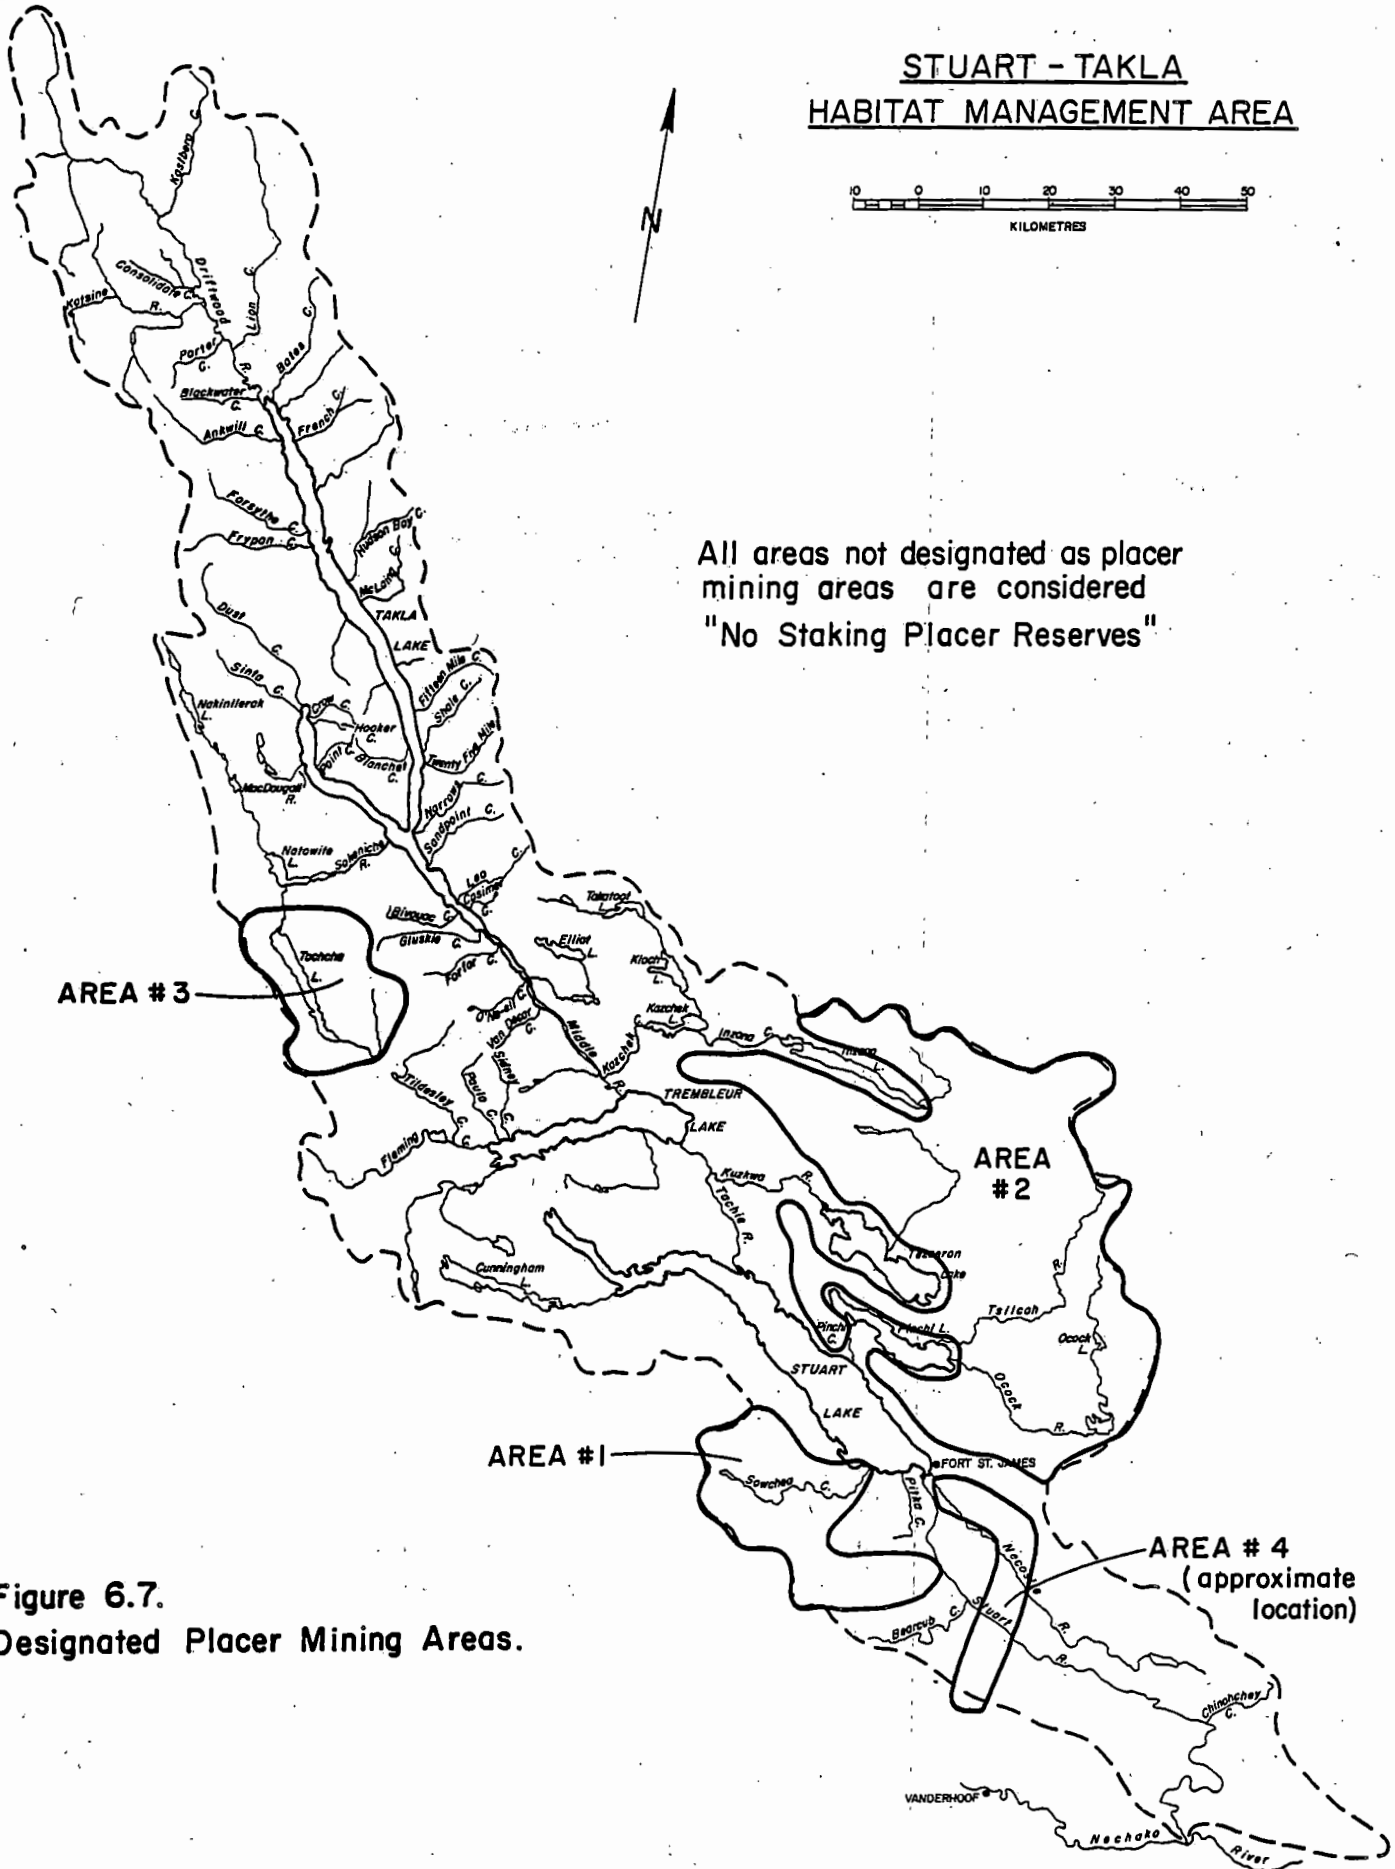 STUART - TAKLA
HABITAT MANAGEMENT AREA
10 0 10 20 30 40 50
KILOMETRES
N
Kastberg C.
Driftwood R.
Consolidate C.
Kotsine R.
Lion C.
Bates C.
Porter C.
Blackwater C.
Ankwill C.
French C.
Forsythe C.
Frypan C.
Hudson Bay C.
McLaing C.
All areas not designated as placer
mining areas are considered
"No Staking Placer Reserves"
TAKLA
LAKE
Dust C.
Sinta C.
Fifteen Mile C.
Shale C.
Nakinilerak
L.
Crow C.
Hooker
C.
Point C.
Blanchet
C.
Twenty Five Mile
MacDougall
R.
Narrows C.
Sandpoint C.
Natowite
L.
Sakeniche
R.
Leo
Casimer
C.
C.
Bivouac C.
Gluskie C.
Forfar C.
Takatoot
L.
Elliot
L.
Kloch
L.
Tochcha
L.
AREA #3
O'Ne-eil C.
Van Decar
C.
Sidney C.
Paula C.
Middle R.
Kazchek C.
Kazchek
L.
Inzana C.
Inzana
L.
Tildesley C.
Fleming C.
TREMBLEUR
LAKE
AREA
#2
Kuzkwa R.
Tachie R.
Tezzeron
Lake
Cunningham
L.
Pinchi
C.
Pinchi L.
Tsilcoh R.
Ocock
L.
Ocock R.
STUART
LAKE
AREA #1
Sowchea C.
FORT ST. JAMES
Pitka C.
Necoslie R.
AREA # 4
(approximate
location)
Stuart R.
Bearcub C.
Chinohchey
C.
Figure 6.7.
Designated Placer Mining Areas.
VANDERHOOF
Nechako River